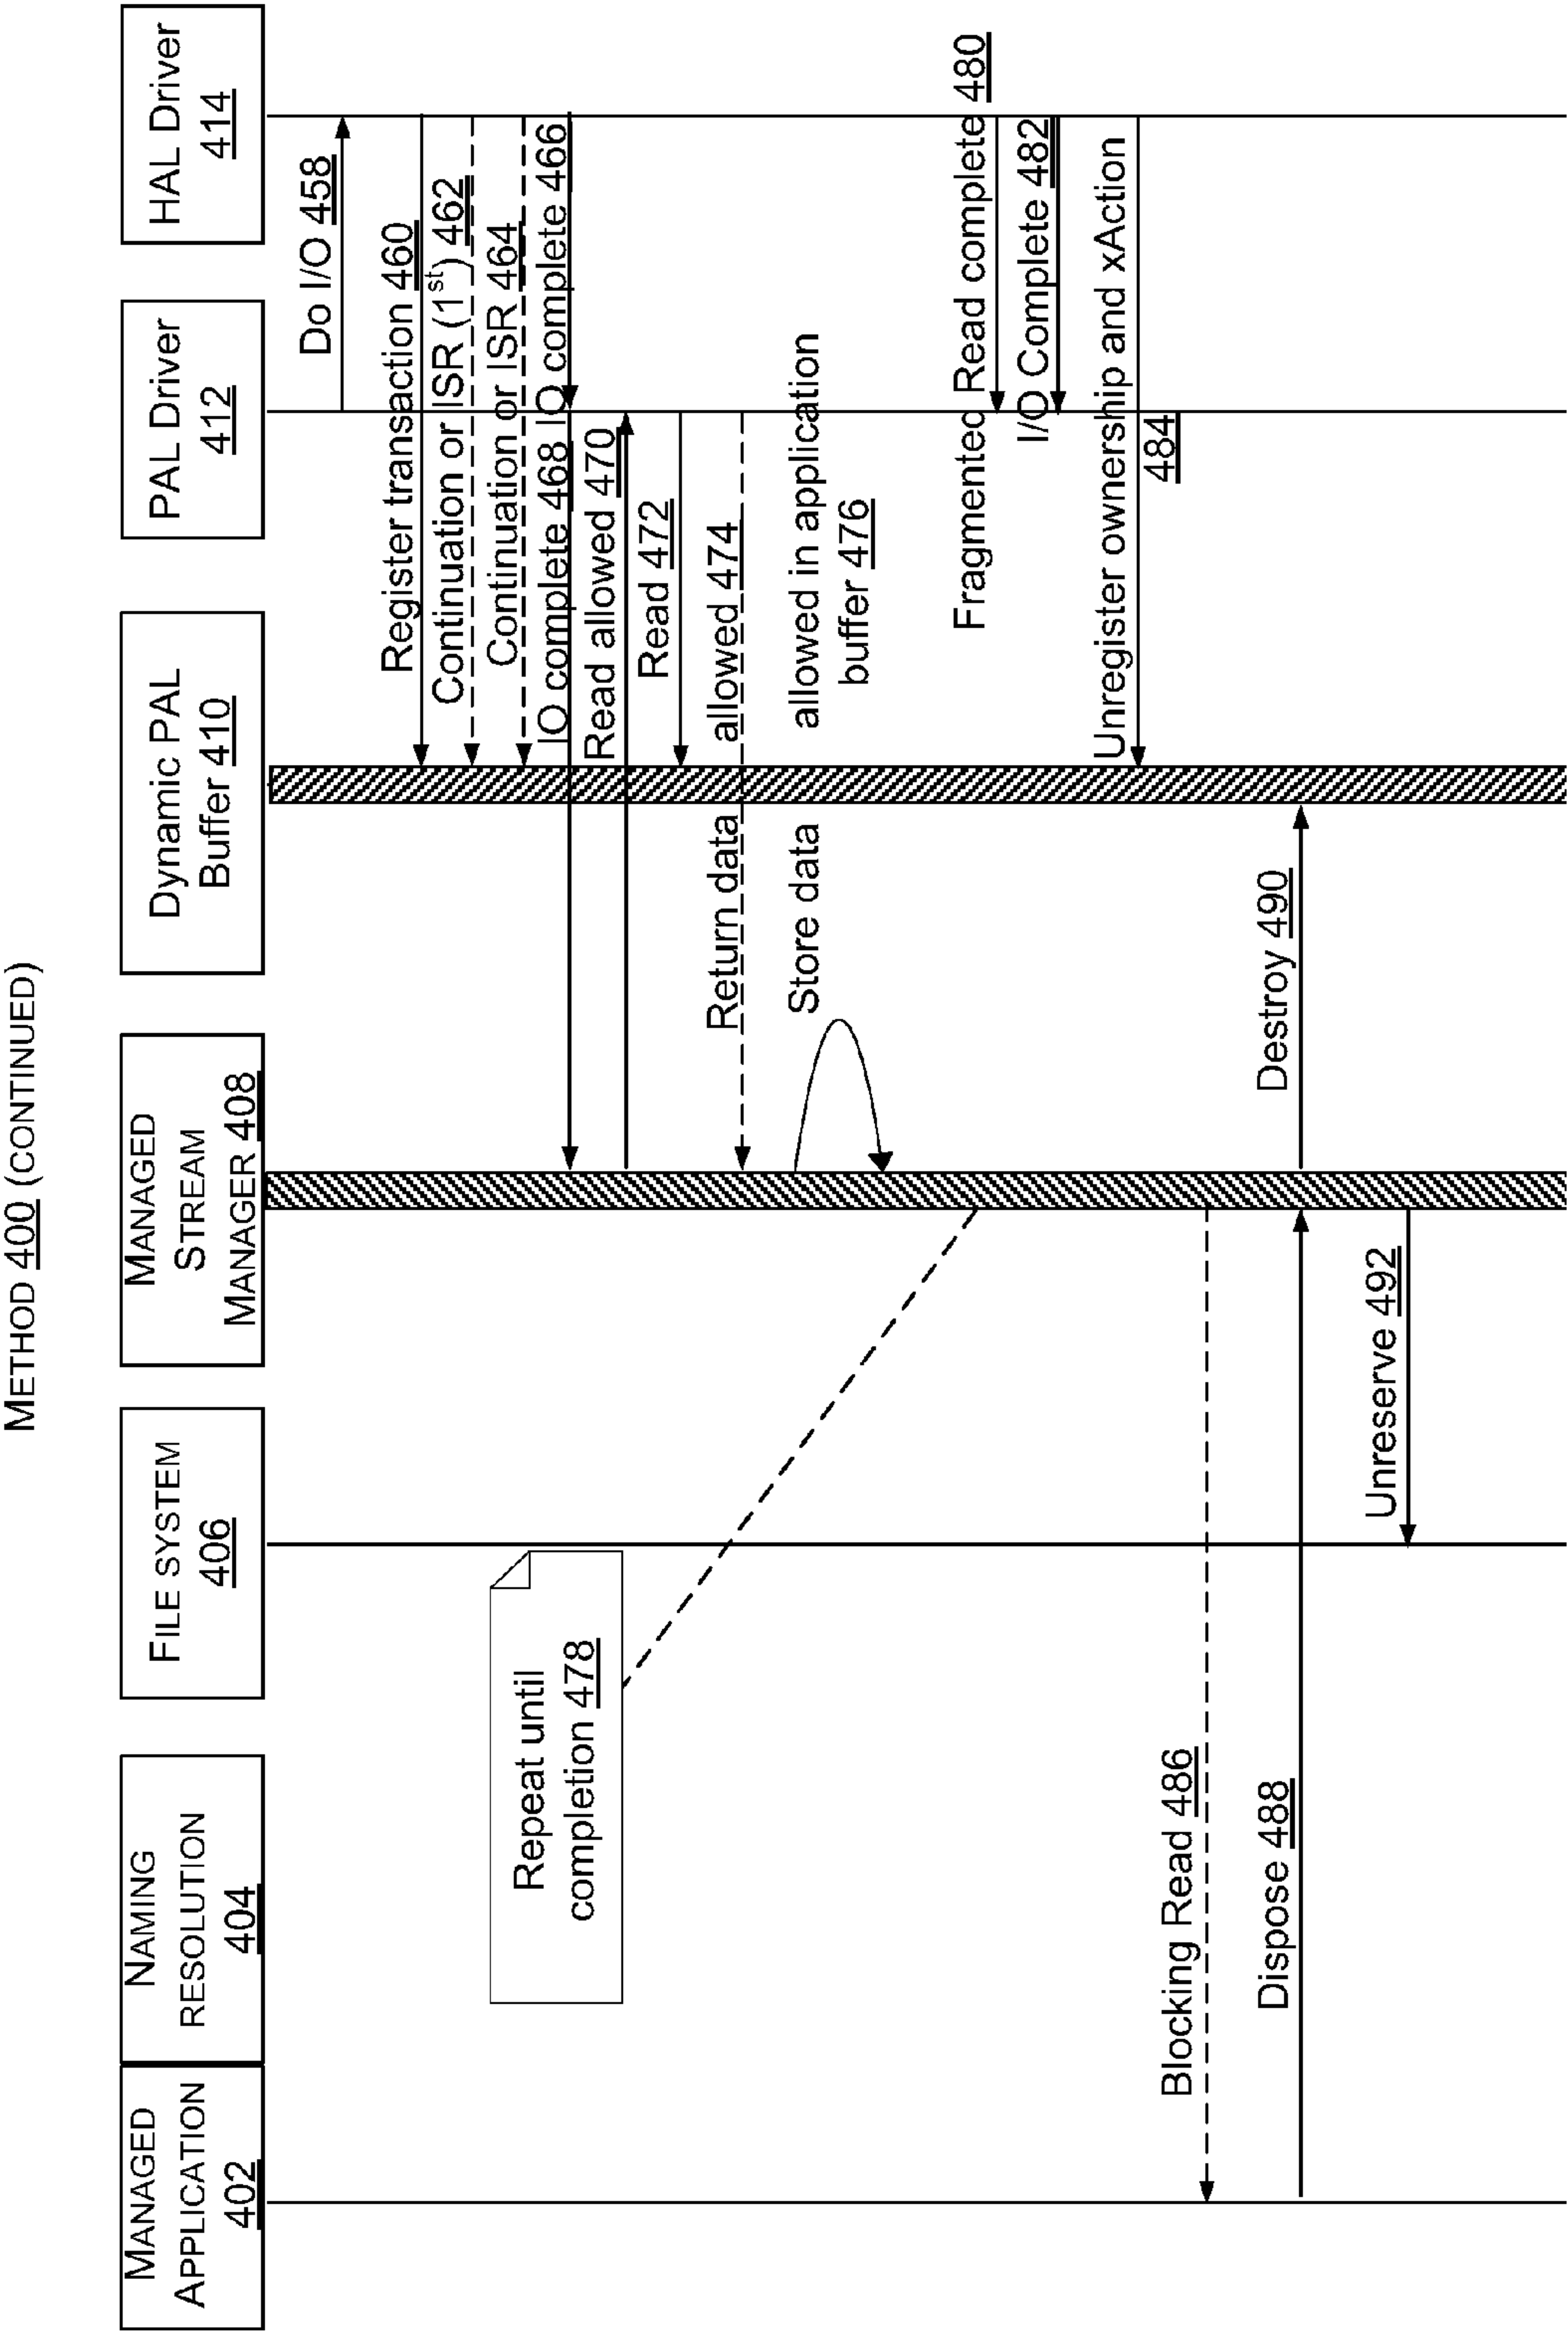 METHOD 400 (CONTINUED)
MANAGED
APPLICATION
402
NAMING
RESOLUTION
404
FILE SYSTEM
406
MANAGED
STREAM
MANAGER 408
Dynamic PAL
Buffer 410
PAL Driver
412
HAL Driver
414
Do I/O 458
Register transaction 460
Continuation or ISR (1st) 462
Continuation or ISR 464
IO complete 468 IO complete 466
Read allowed 470
Read 472
Return data allowed 474
Store data allowed in application
buffer 476
Repeat until
completion 478
Fragmented Read complete 480
I/O Complete 482
Unregister ownership and xAction
484
Blocking Read 486
Dispose 488
Destroy 490
Unreserve 492